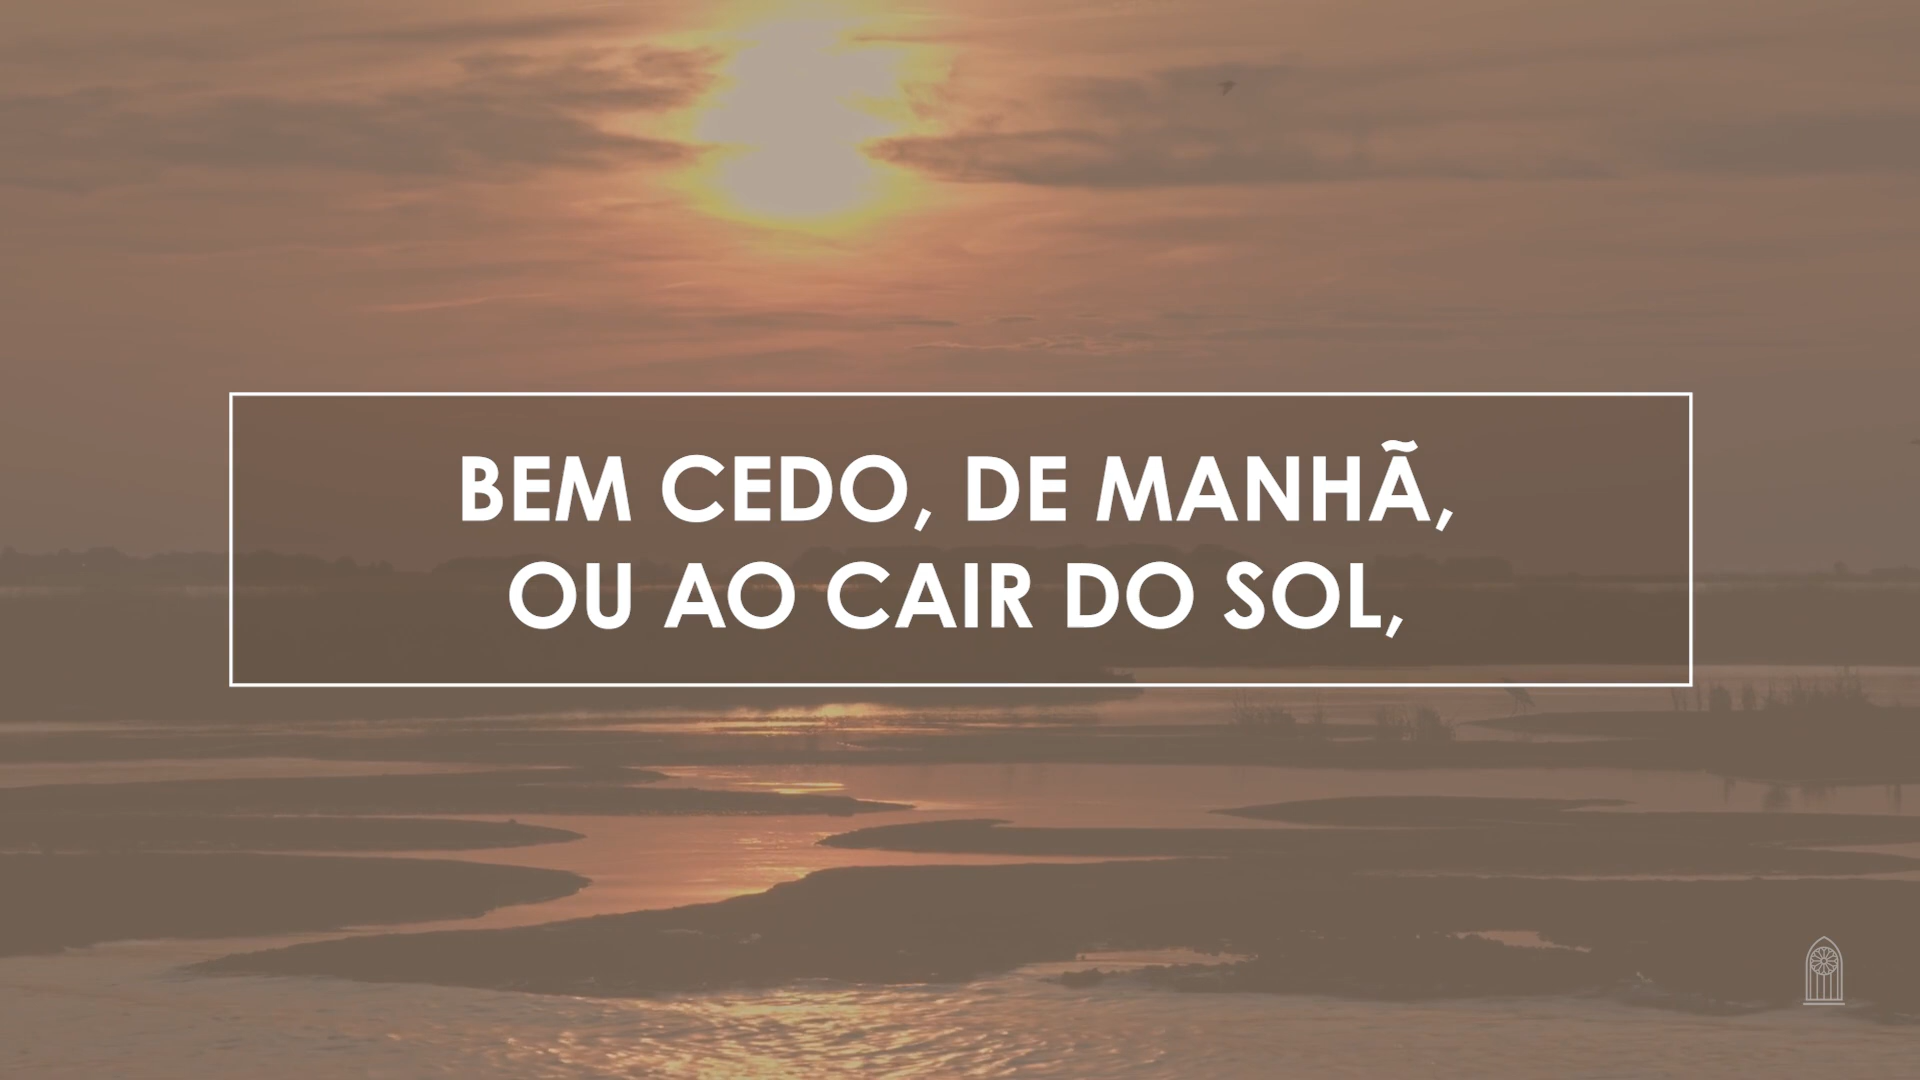 BEM CEDO, DE MANHÃ,
OU AO CAIR DO SOL,